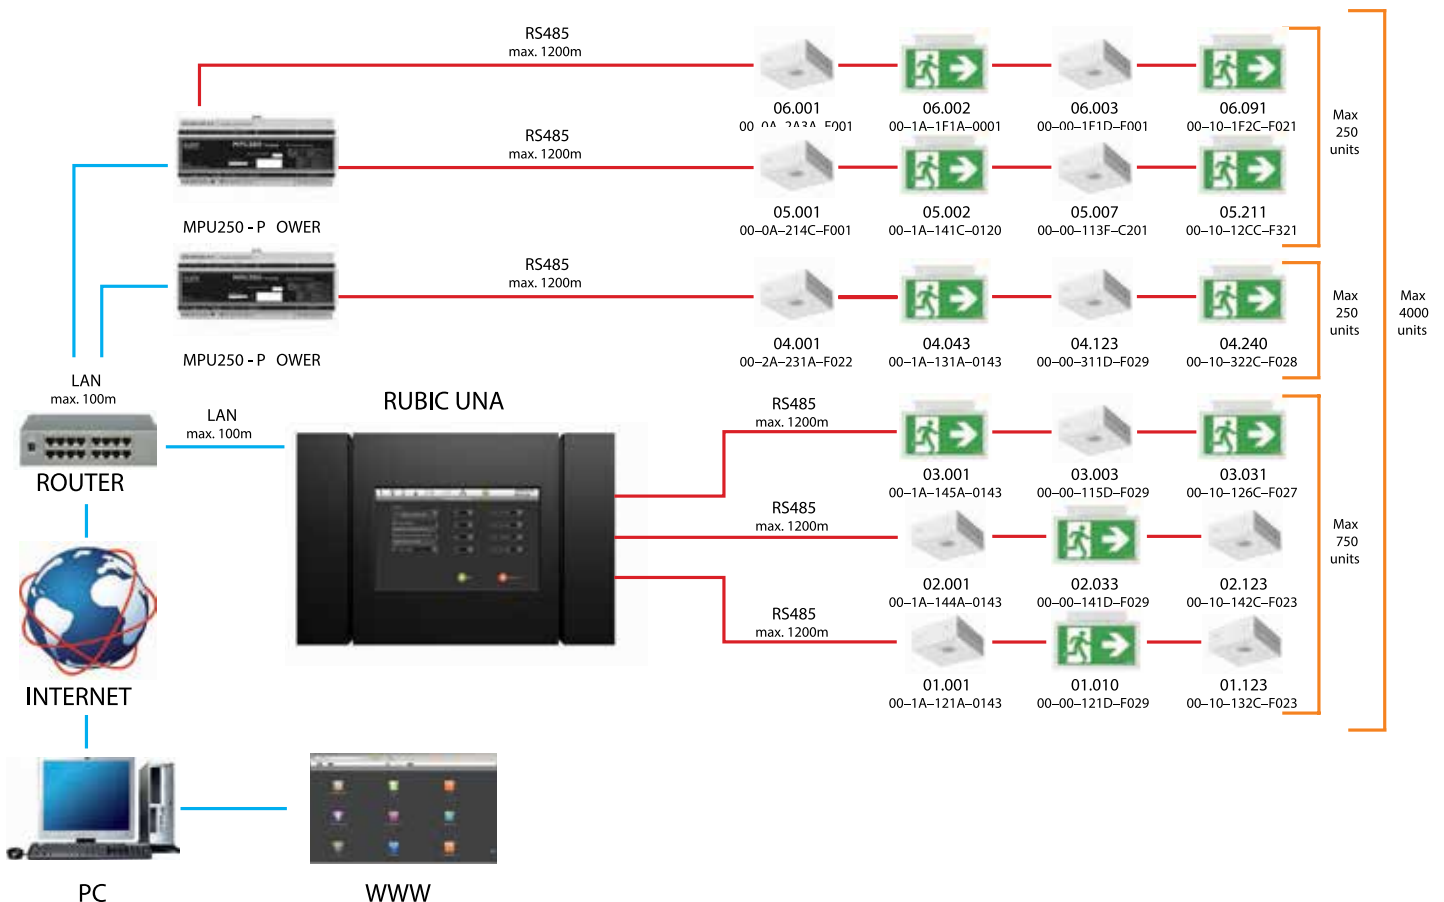 RS485
max. 1200m
06.001
00–0A–2A3A–F001
06.002
00–1A–1F1A–0001
06.003
00–00–1F1D–F001
06.091
00–10–1F2C–F021
Max
250
units
MPU250 - P OWER
RS485
max. 1200m
05.001
00–0A–214C–F001
05.002
00–1A–141C–0120
05.007
00–00–113F–C201
05.211
00–10–12CC–F321
MPU250 - P OWER
RS485
max. 1200m
04.001
00–2A–231A–F022
04.043
00–1A–131A–0143
04.123
00–00–311D–F029
04.240
00–10–322C–F028
Max
250
units
Max
4000
units
LAN
max. 100m
LAN
max. 100m
ROUTER
RUBIC UNA
RS485
max. 1200m
03.001
00–1A–145A–0143
03.003
00–00–115D–F029
03.031
00–10–126C–F027
RS485
max. 1200m
02.001
00–1A–144A–0143
02.033
00–00–141D–F029
02.123
00–10–142C–F023
Max
750
units
RS485
max. 1200m
01.001
00–1A–121A–0143
01.010
00–00–121D–F029
01.123
00–10–132C–F023
INTERNET
PC
WWW